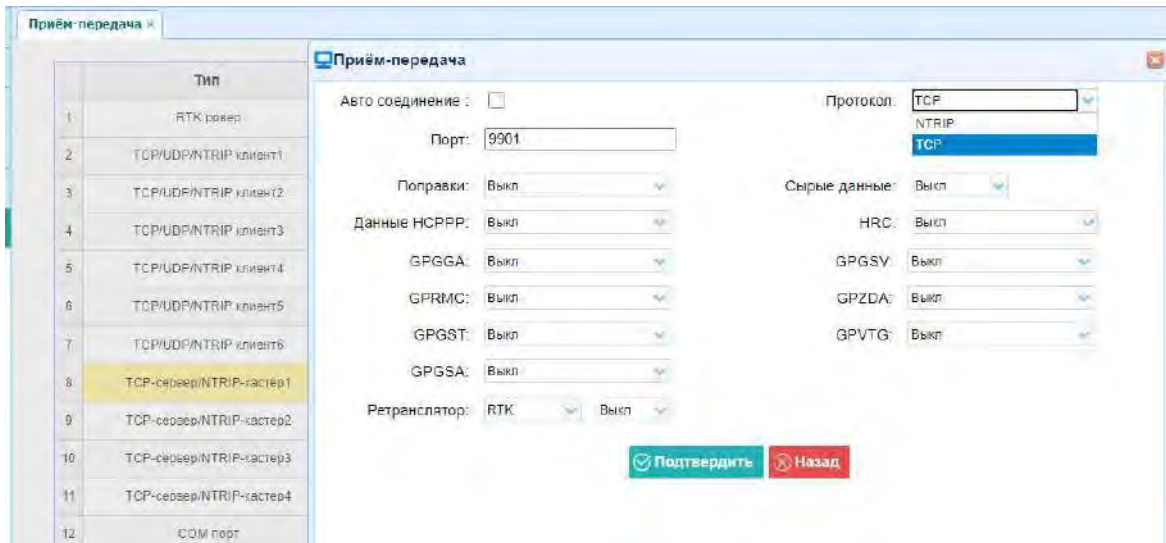 Приём-передача ×
Тип
1 RTK ровер
2 TCP/UDP/NTRIP клиент1
3 TCP/UDP/NTRIP клиент2
4 TCP/UDP/NTRIP клиент3
5 TCP/UDP/NTRIP клиент4
6 TCP/UDP/NTRIP клиент5
7 TCP/UDP/NTRIP клиент6
8 TCP-сервер/NTRIP-кастер1
9 TCP-сервер/NTRIP-кастер2
10 TCP-сервер/NTRIP-кастер3
11 TCP-сервер/NTRIP-кастер4
12 COM порт
Приём-передача
Авто соединение :
Протокол: TCP
NTRIP
TCP
Порт: 9901
Поправки: Выкл
Сырые данные: Выкл
Данные HCPPP: Выкл
HRC: Выкл
GPGGA: Выкл
GPGSV: Выкл
GPRMC: Выкл
GPZDA: Выкл
GPGST: Выкл
GPVTG: Выкл
GPGSA: Выкл
Ретранслятор: RTK Выкл
Подтвердить Назад